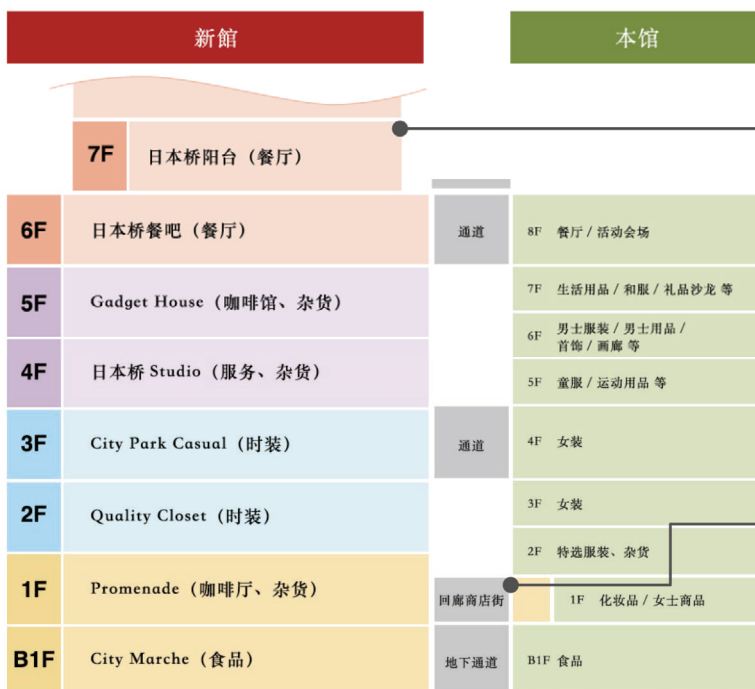 新館
本馆
7F 日本桥阳台（餐厅）
6F 日本桥餐吧（餐厅）
通道
8F 餐厅 / 活动会场
5F Gadget House（咖啡馆、杂货）
7F 生活用品 / 和服 / 礼品沙龙 等
6F 男士服装 / 男士用品 /
首饰 / 画廊 等
4F 日本桥 Studio（服务、杂货）
5F 童服 / 运动用品 等
3F City Park Casual（时装）
通道
4F 女装
2F Quality Closet（时装）
3F 女装
2F 特选服装、杂货
1F Promenade（咖啡厅、杂货）
回廊商店街
1F 化妆品 / 女士商品
B1F City Marche（食品）
地下通道
B1F 食品